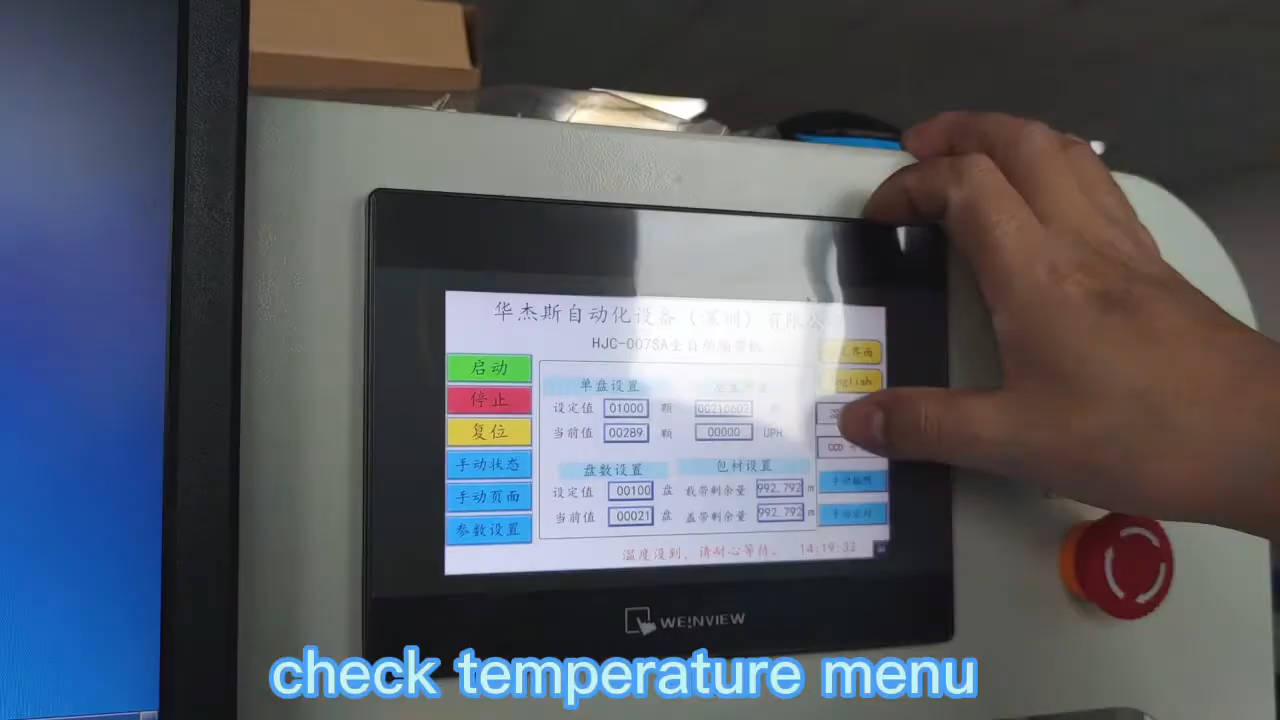 华杰斯自动化设备（深圳）有限公
HJC-007SA全自动编带机
启动
停止
复位
手动状态
手动页面
参数设置
单盘设置
设定值 01000 颗
当前值 00289 颗
00210602
00000 UPH
盘数设置
设定值 00100 盘
当前值 00021 盘
包材设置
载带剩余量 992.792 m
盖带剩余量 992.792 m
界面
English
CCD
温度没到，请耐心等待。 14:19:32
WEINVIEW
check temperature menu